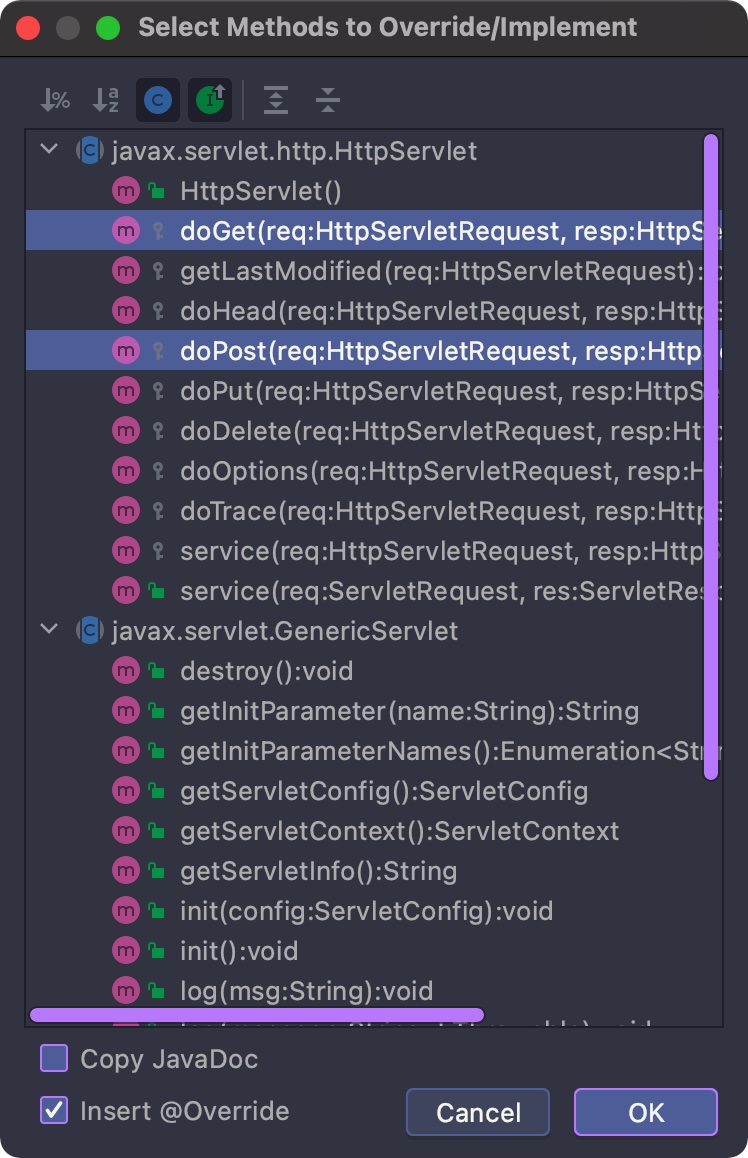 Select Methods to Override/Implement
javax.servlet.http.HttpServlet
HttpServlet()
doGet(req:HttpServletRequest, resp:HttpSe
getLastModified(req:HttpServletRequest):
doHead(req:HttpServletRequest, resp:HttpS
doPost(req:HttpServletRequest, resp:Http
doPut(req:HttpServletRequest, resp:HttpSe
doDelete(req:HttpServletRequest, resp:Htt
doOptions(req:HttpServletRequest, resp:H
doTrace(req:HttpServletRequest, resp:HttpS
service(req:HttpServletRequest, resp:HttpS
service(req:ServletRequest, res:ServletRes
javax.servlet.GenericServlet
destroy():void
getInitParameter(name:String):String
getInitParameterNames():Enumeration<Strin
getServletConfig():ServletConfig
getServletContext():ServletContext
getServletInfo():String
init(config:ServletConfig):void
init():void
log(msg:String):void
Copy JavaDoc
Insert @Override
Cancel
OK